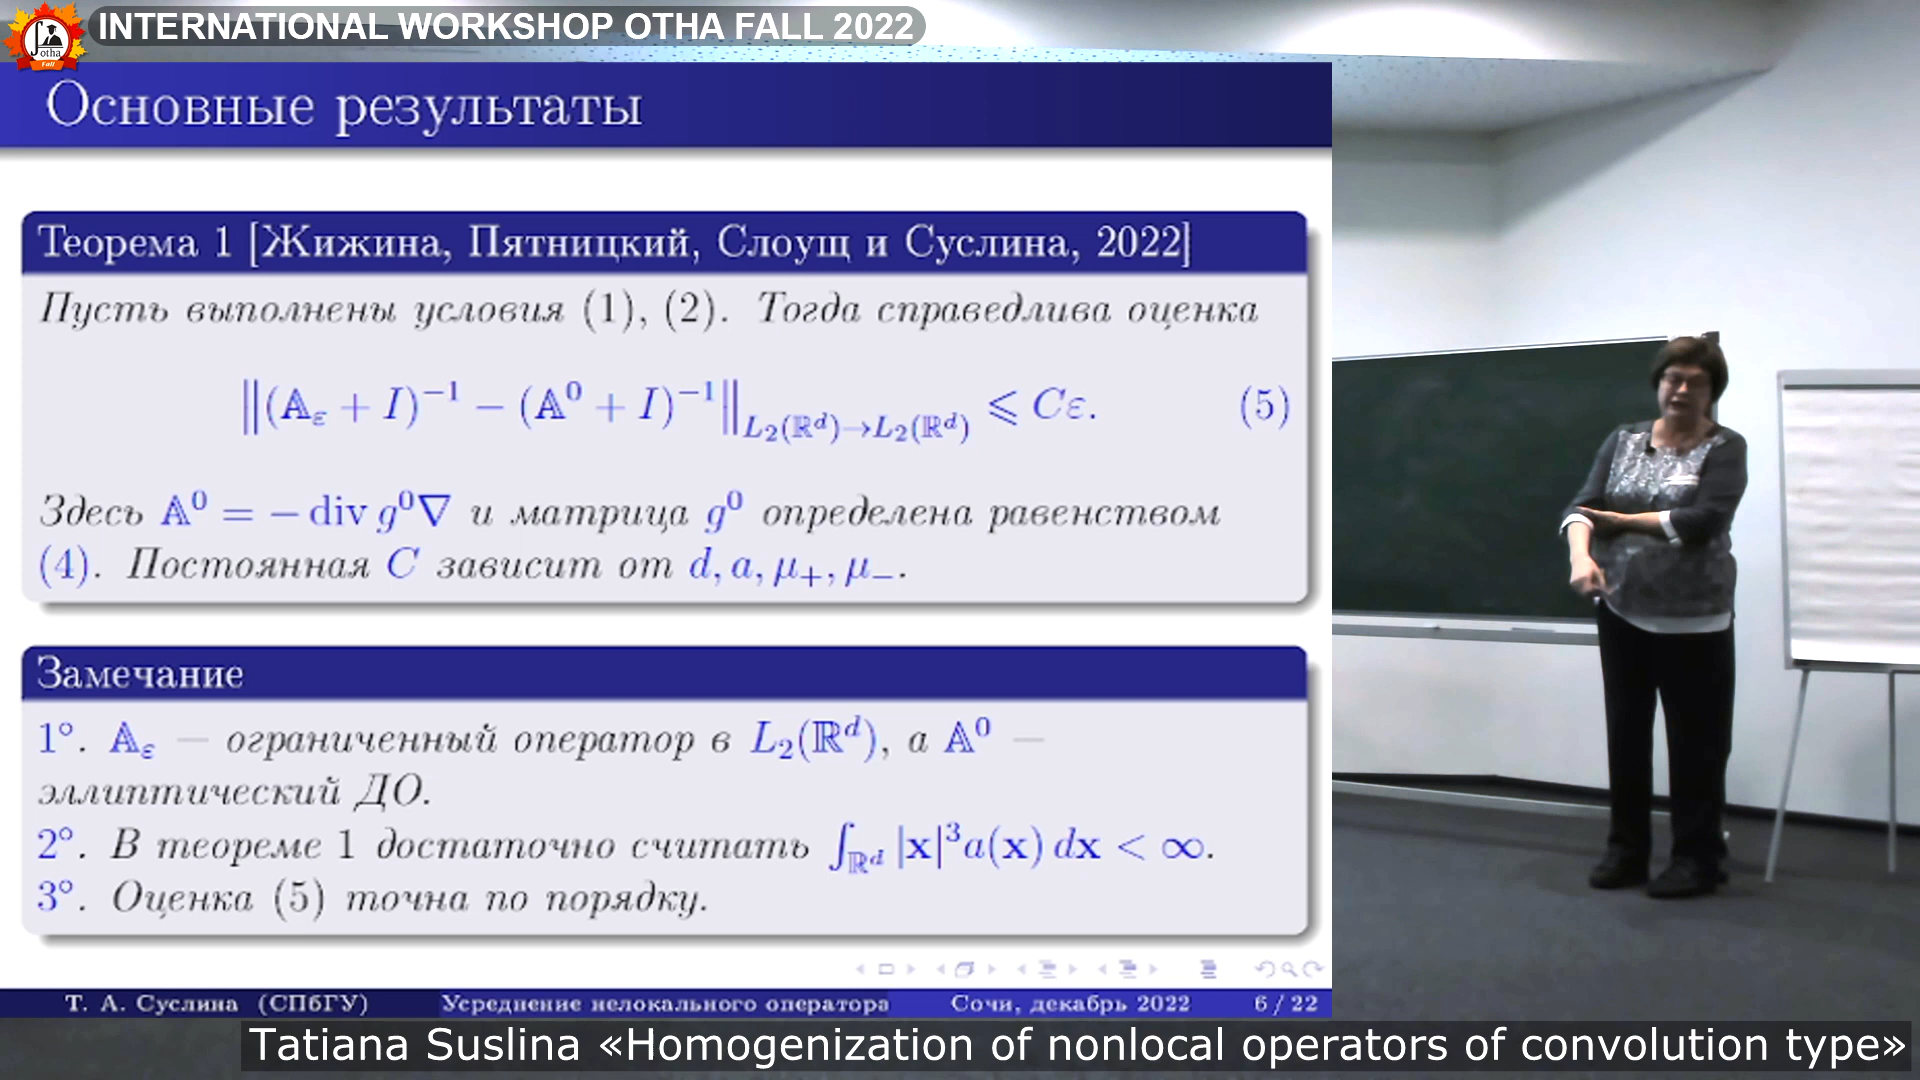 INTERNATIONAL WORKSHOP OTHA FALL 2022
otha
Fall
Основные результаты
Теорема 1 [Жижина, Пятницкий, Слоущ и Суслина, 2022]
Пусть выполнены условия (1), (2). Тогда справедлива оценка
‖(𝔸_ε + I)^{-1} − (𝔸^0 + I)^{-1}‖_{L_2(ℝ^d)→L_2(ℝ^d)} ⩽ Cε. (5)
Здесь 𝔸^0 = − div g^0∇ и матрица g^0 определена равенством
(4). Постоянная C зависит от d, a, μ_+, μ_−.
Замечание
1°. 𝔸_ε — ограниченный оператор в L_2(ℝ^d), а 𝔸^0 —
эллиптический ДО.
2°. В теореме 1 достаточно считать ∫_{ℝ^d} |x|^3 a(x) dx < ∞.
3°. Оценка (5) точна по порядку.
Т. А. Суслина (СПбГУ) Усреднение нелокального оператора Сочи, декабрь 2022 6 / 22
Tatiana Suslina «Homogenization of nonlocal operators of convolution type»